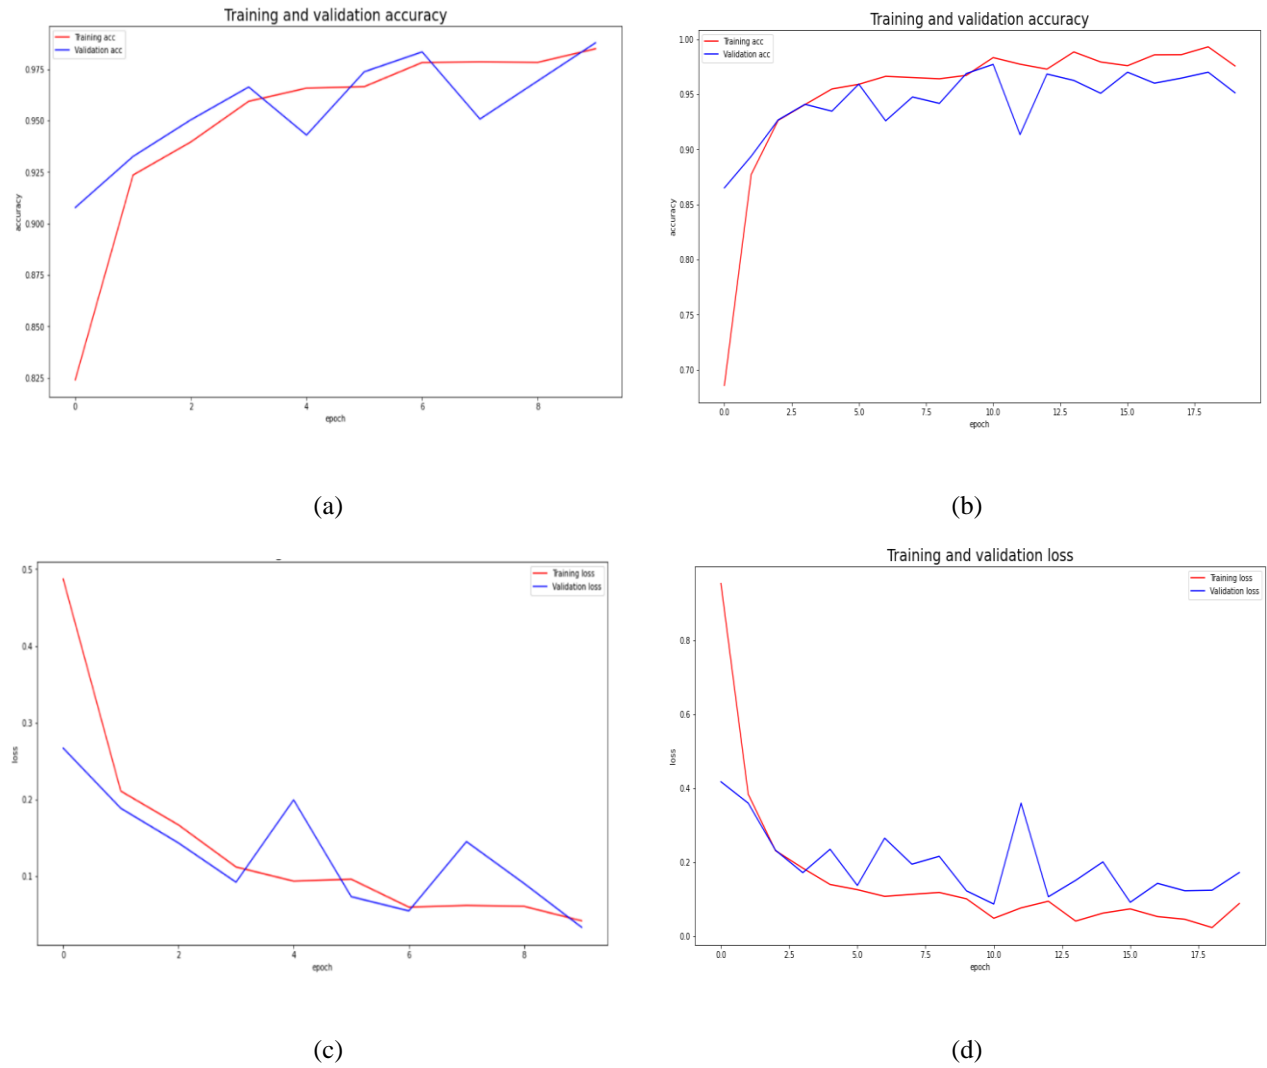 Training and validation accuracy
Training acc
Validation acc
0.975
0.950
0.925
0.900
0.875
0.850
0.825
accuracy
0 2 4 6 8
epoch
(a)
Training and validation accuracy
Training acc
Validation acc
1.00
0.95
0.90
0.85
0.80
0.75
0.70
accuracy
0.0 2.5 5.0 7.5 10.0 12.5 15.0 17.5
epoch
(b)
Training loss
Validation loss
0.5
0.4
0.3
0.2
0.1
loss
0 2 4 6 8
epoch
(c)
Training and validation loss
Training loss
Validation loss
0.8
0.6
0.4
0.2
0.0
loss
0.0 2.5 5.0 7.5 10.0 12.5 15.0 17.5
epoch
(d)